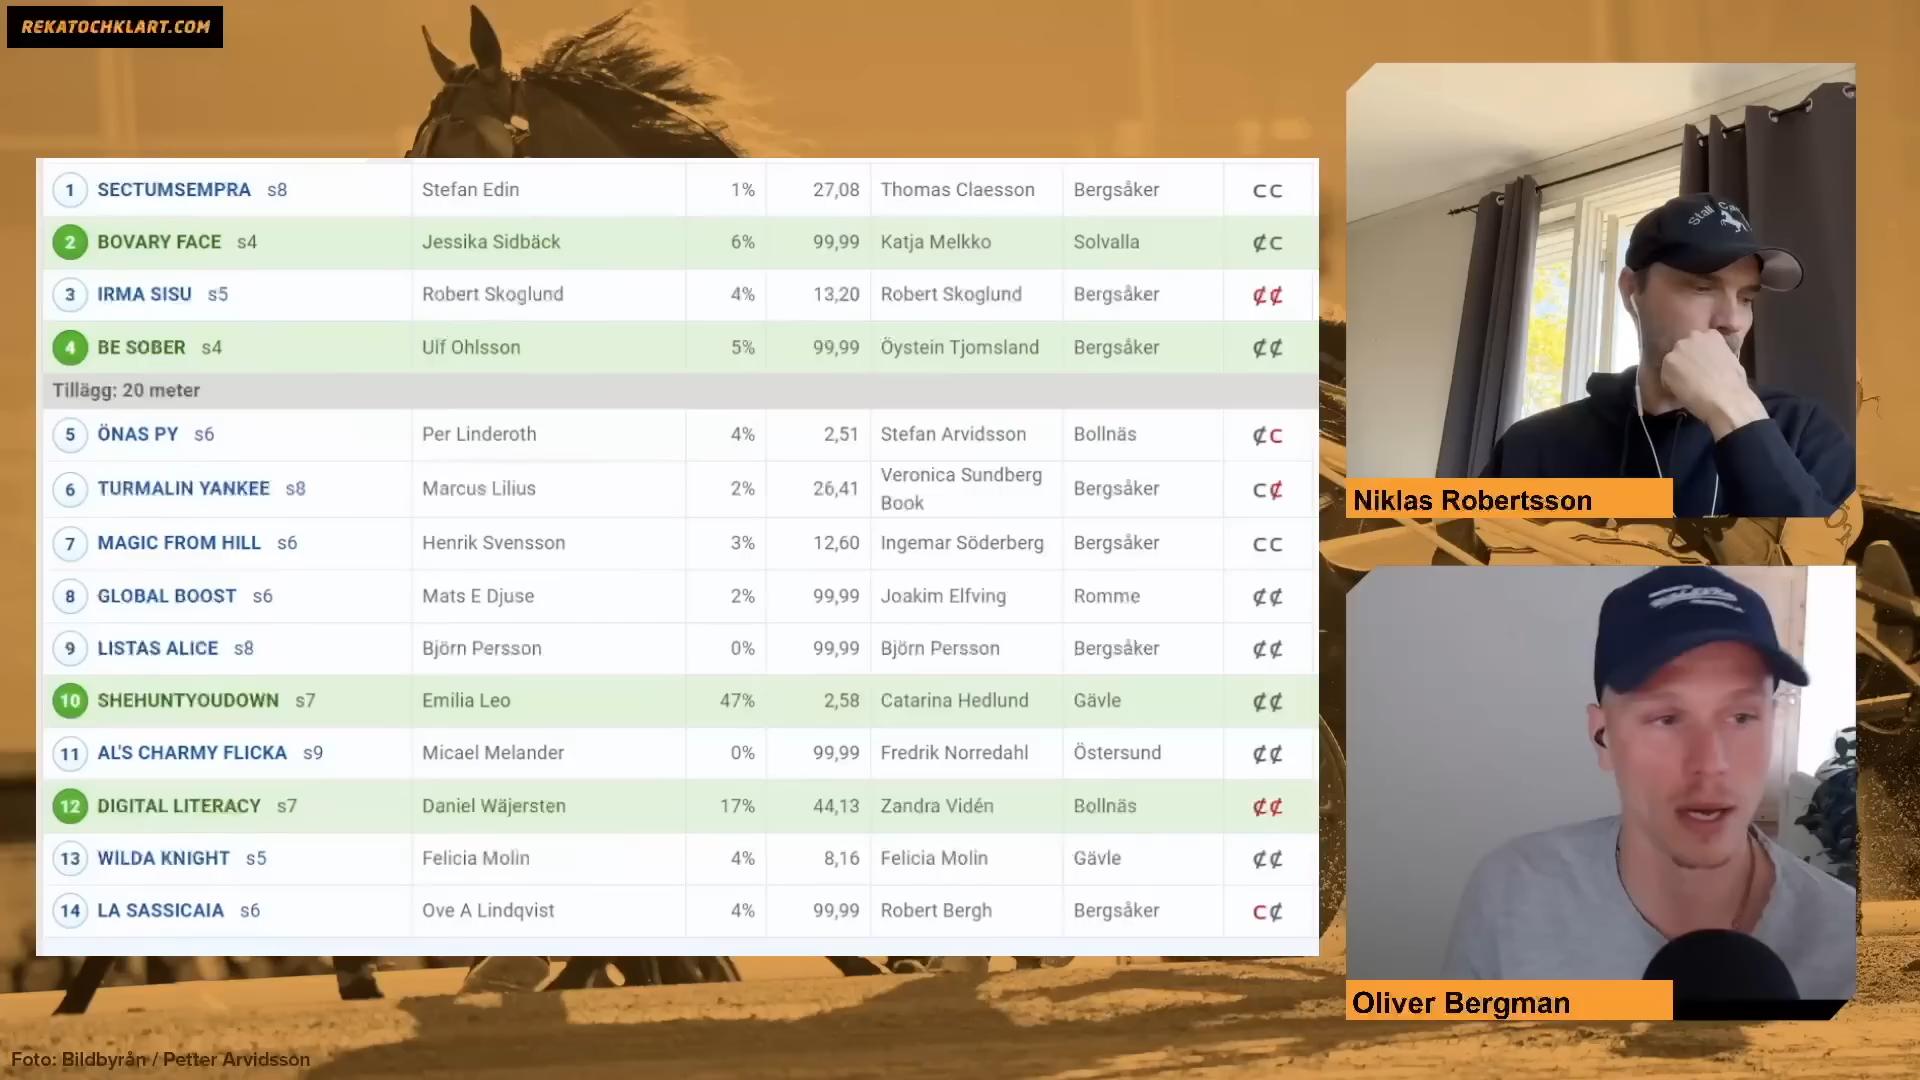 REKATOCHKLART.COM
1 SECTUMSEMPRA s8 Stefan Edin 1% 27,08 Thomas Claesson Bergsåker C C
2 BOVARY FACE s4 Jessika Sidbäck 6% 99,99 Katja Melkko Solvalla ₵ C
3 IRMA SISU s5 Robert Skoglund 4% 13,20 Robert Skoglund Bergsåker ₵ ₵
4 BE SOBER s4 Ulf Ohlsson 5% 99,99 Öystein Tjomsland Bergsåker ₵ ₵
Tillägg: 20 meter
5 ÖNAS PY s6 Per Linderoth 4% 2,51 Stefan Arvidsson Bollnäs ₵ C
6 TURMALIN YANKEE s8 Marcus Lilius 2% 26,41 Veronica Sundberg Book Bergsåker C ₵
7 MAGIC FROM HILL s6 Henrik Svensson 3% 12,60 Ingemar Söderberg Bergsåker C C
8 GLOBAL BOOST s6 Mats E Djuse 2% 99,99 Joakim Elfving Romme ₵ ₵
9 LISTAS ALICE s8 Björn Persson 0% 99,99 Björn Persson Bergsåker ₵ ₵
10 SHEHUNTYOUDOWN s7 Emilia Leo 47% 2,58 Catarina Hedlund Gävle ₵ ₵
11 AL'S CHARMY FLICKA s9 Micael Melander 0% 99,99 Fredrik Norredahl Östersund ₵ ₵
12 DIGITAL LITERACY s7 Daniel Wäjersten 17% 44,13 Zandra Vidén Bollnäs ₵ ₵
13 WILDA KNIGHT s5 Felicia Molin 4% 8,16 Felicia Molin Gävle ₵ ₵
14 LA SASSICAIA s6 Ove A Lindqvist 4% 99,99 Robert Bergh Bergsåker C ₵
Niklas Robertsson
Oliver Bergman
Foto: Bildbyrån / Petter Arvidsson